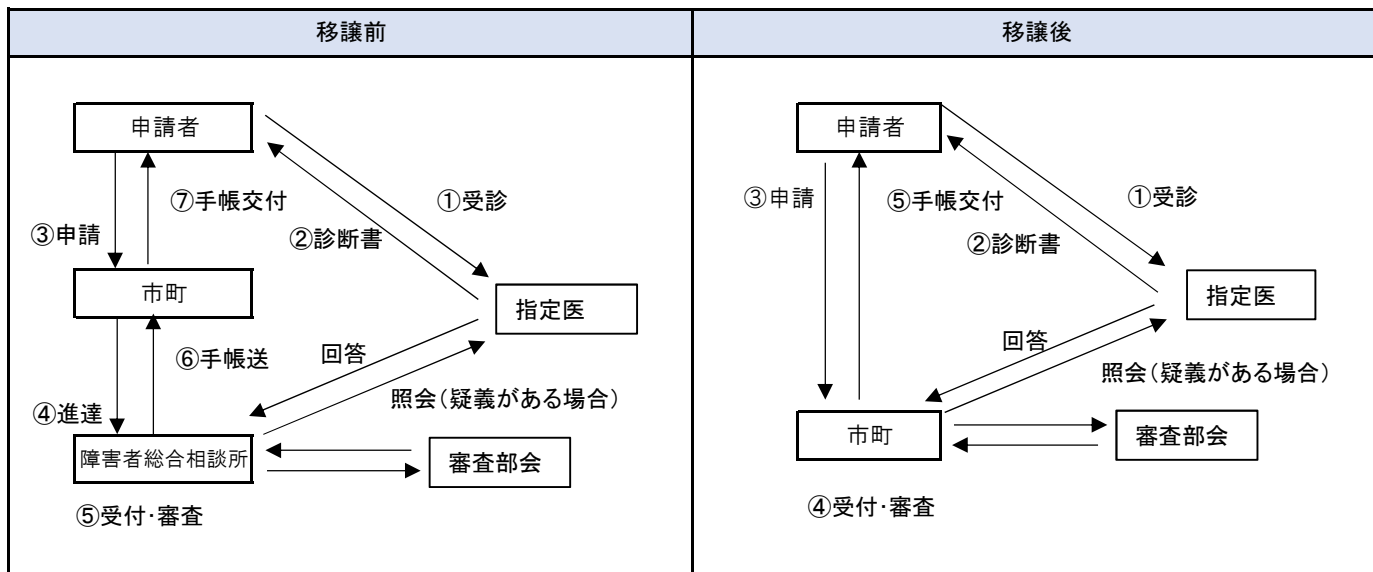 移譲前
申請者
⑦手帳交付
①受診
③申請
②診断書
市町
指定医
⑥手帳送
回答
照会(疑義がある場合)
④進達
障害者総合相談所
審査部会
⑤受付・審査
移譲後
申請者
③申請
⑤手帳交付
①受診
②診断書
指定医
回答
照会(疑義がある場合)
市町
審査部会
④受付・審査